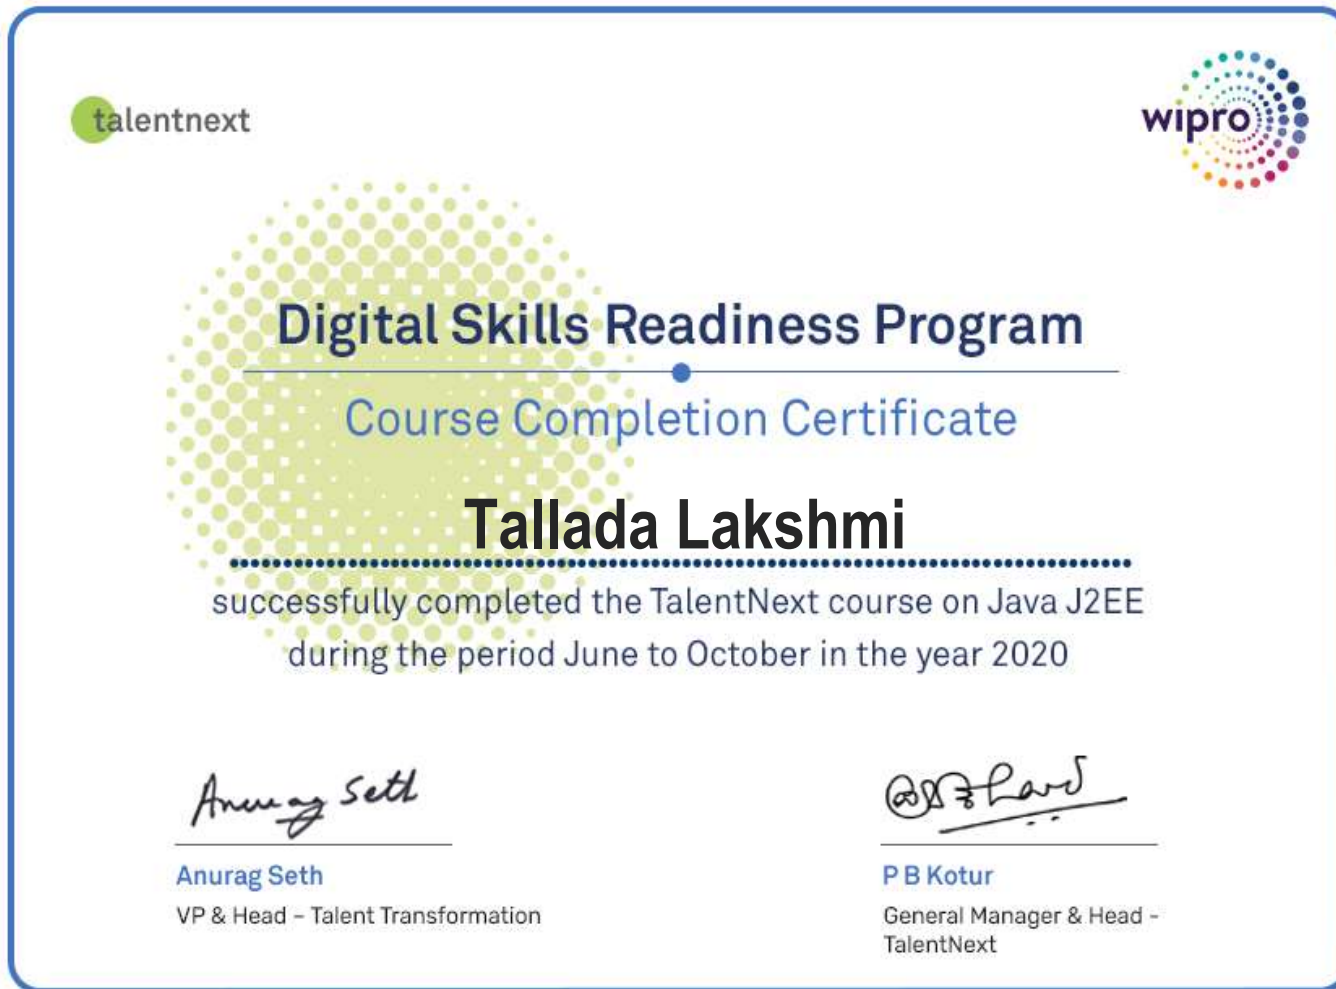 talentnext
wipro
Digital Skills Readiness Program
Course Completion Certificate
Tallada Lakshmi
successfully completed the TalentNext course on Java J2EE
during the period June to October in the year 2020
Anurag Seth
Anurag Seth
VP & Head – Talent Transformation
P B Kotur
General Manager & Head -
TalentNext